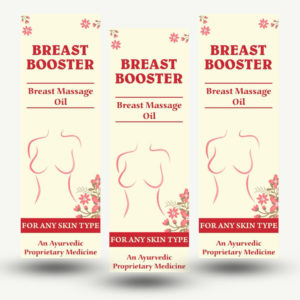 BREAST
BOOSTER
Breast Massage
Oil
FOR ANY SKIN TYPE
An Ayurvedic
Proprietary Medicine
BREAST
BOOSTER
Breast Massage
Oil
FOR ANY SKIN TYPE
An Ayurvedic
Proprietary Medicine
BREAST
BOOSTER
Breast Massage
Oil
FOR ANY SKIN TYPE
An Ayurvedic
Proprietary Medicine